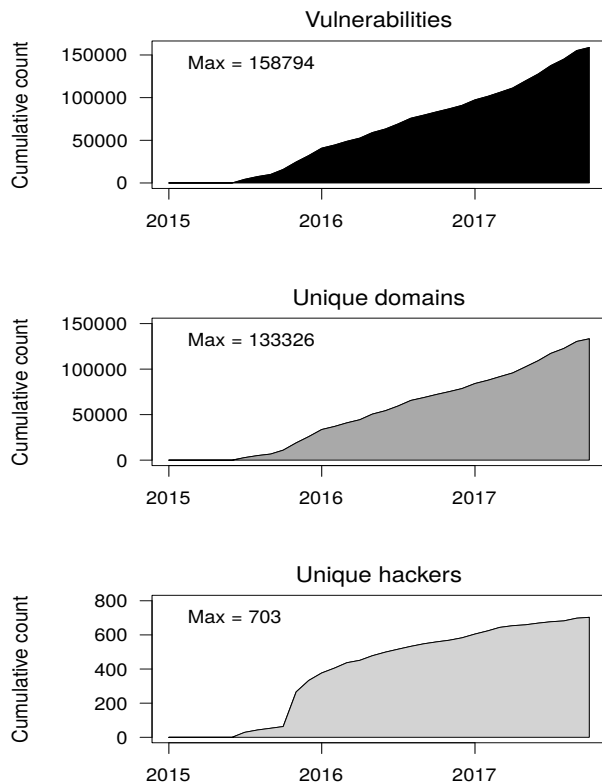 Vulnerabilities
Cumulative count
150000
100000
50000
0
Max = 158794
2015 2016 2017
Unique domains
Cumulative count
150000
100000
50000
0
Max = 133326
2015 2016 2017
Unique hackers
Cumulative count
800
600
400
200
0
Max = 703
2015 2016 2017